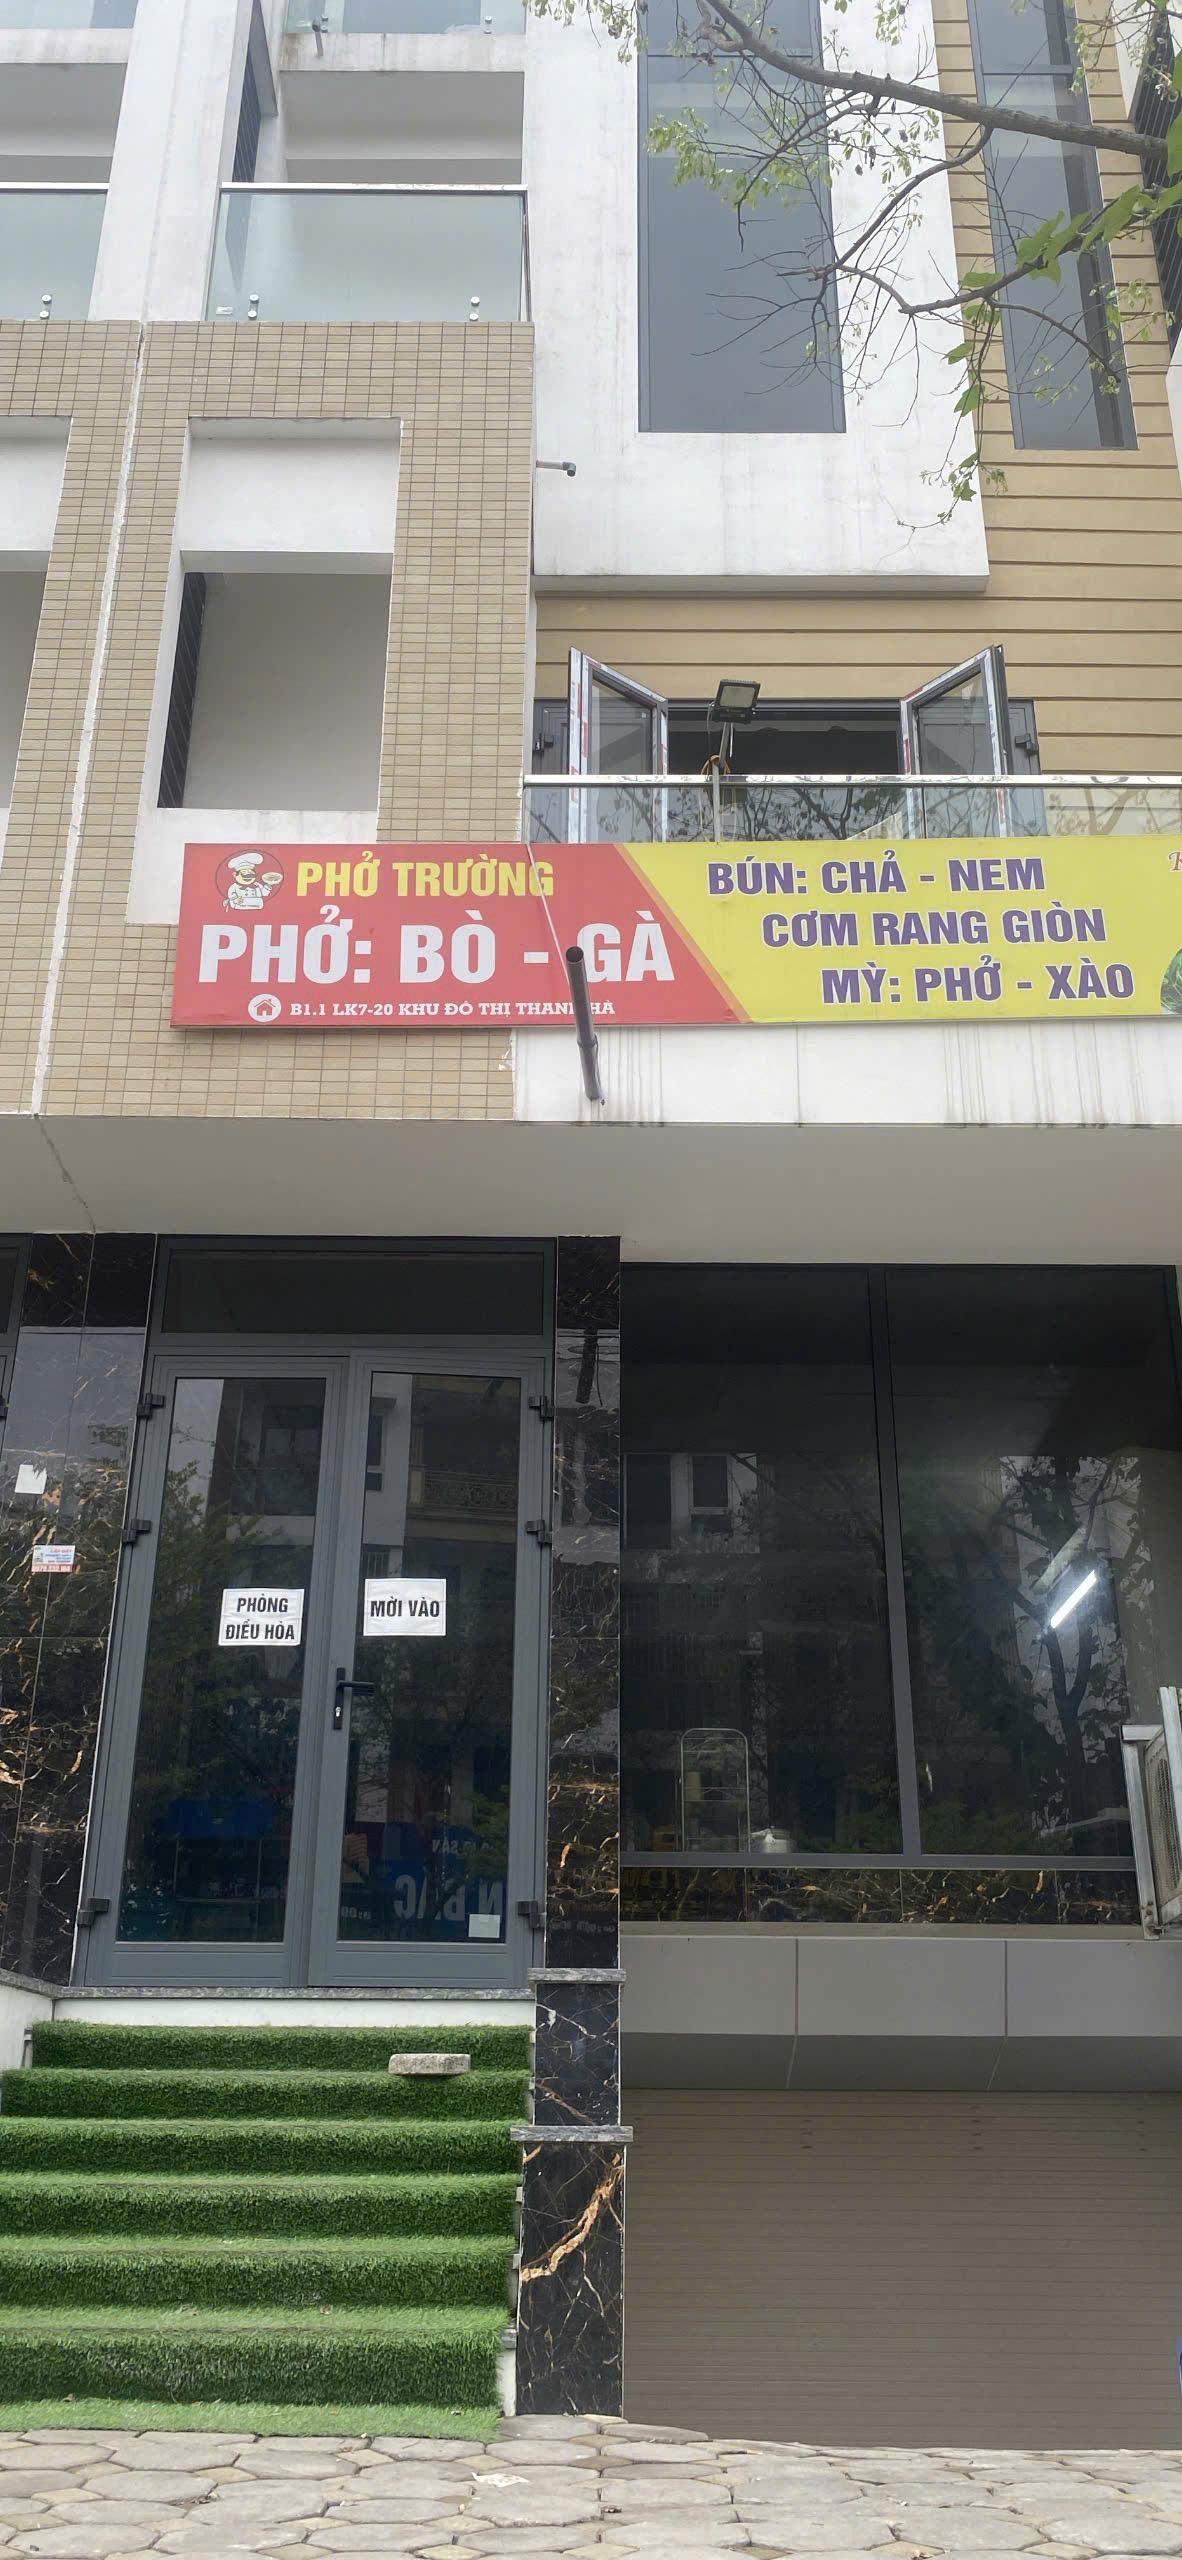 PHỞ TRƯỜNG
PHỞ: BÒ - GÀ
B1.1 LK7-20 KHU ĐÔ THỊ THANH HÀ
BÚN: CHẢ - NEM
CƠM RANG GIÒN
MỲ: PHỞ - XÀO
PHÒNG
ĐIỀU HÒA
MỜI VÀO